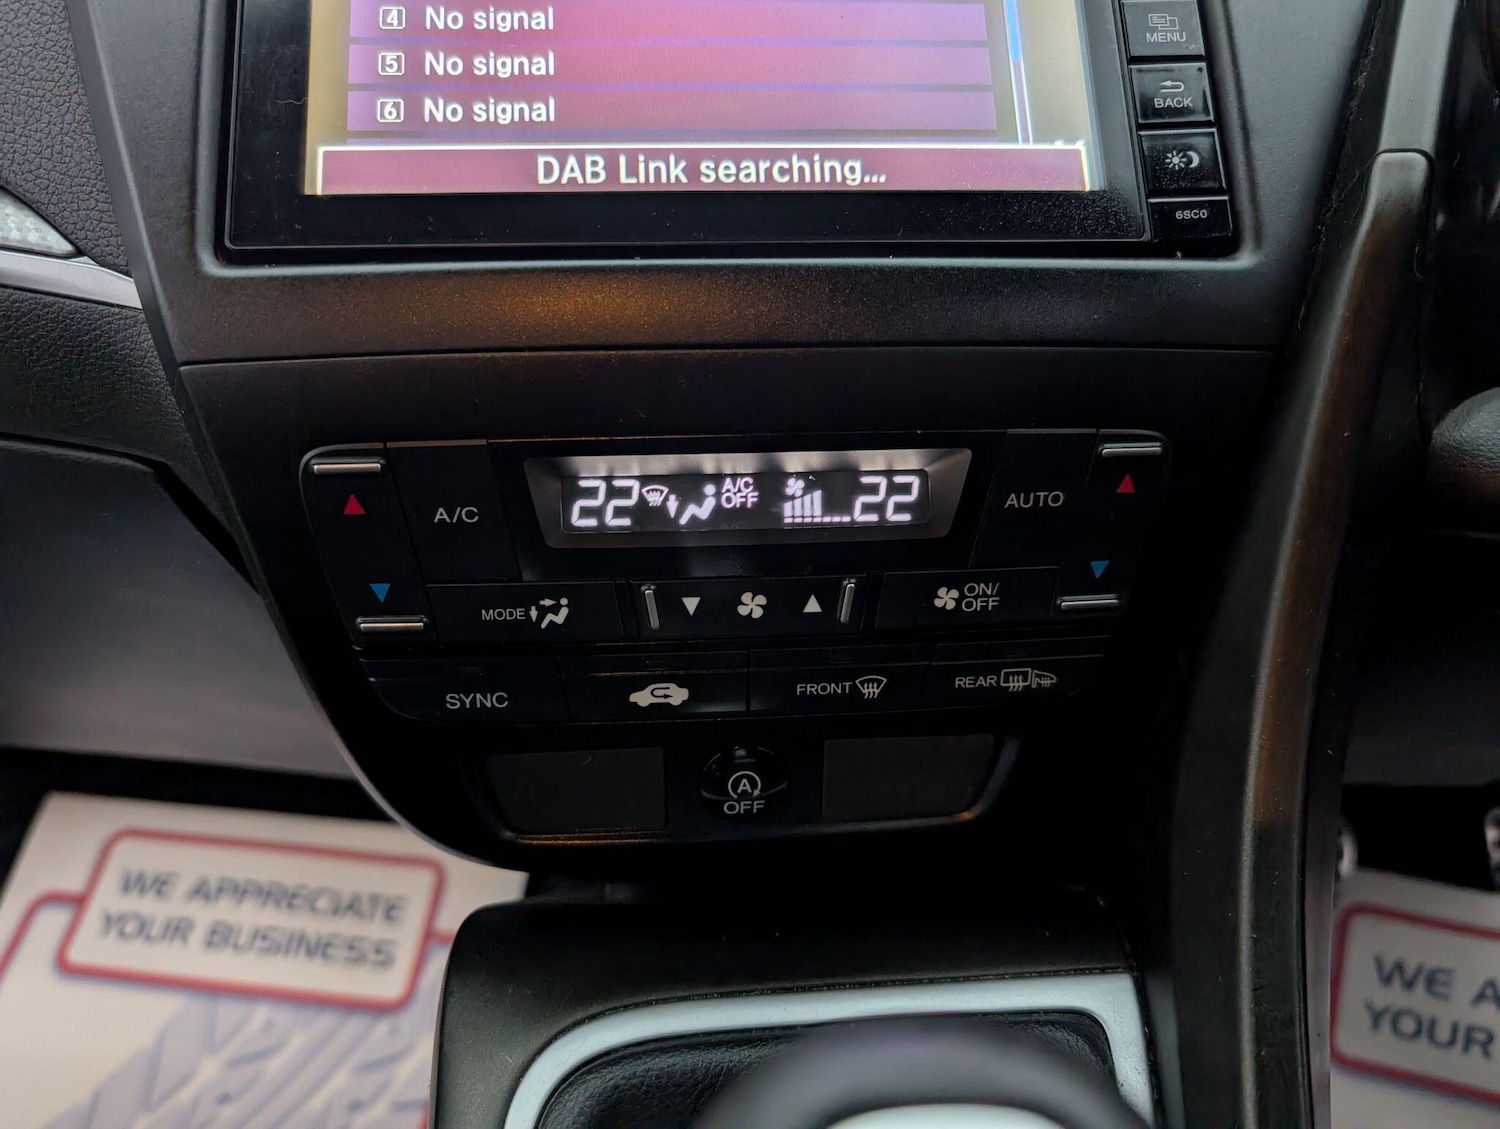 4 No signal
MENU
5 No signal
BACK
6 No signal
DAB Link searching...
6SC0
22 A/C OFF 22
A/C
AUTO
MODE
ON/
OFF
SYNC
FRONT
REAR
A
OFF
WE APPRECIATE
YOUR BUSINESS
WE A
YOUR